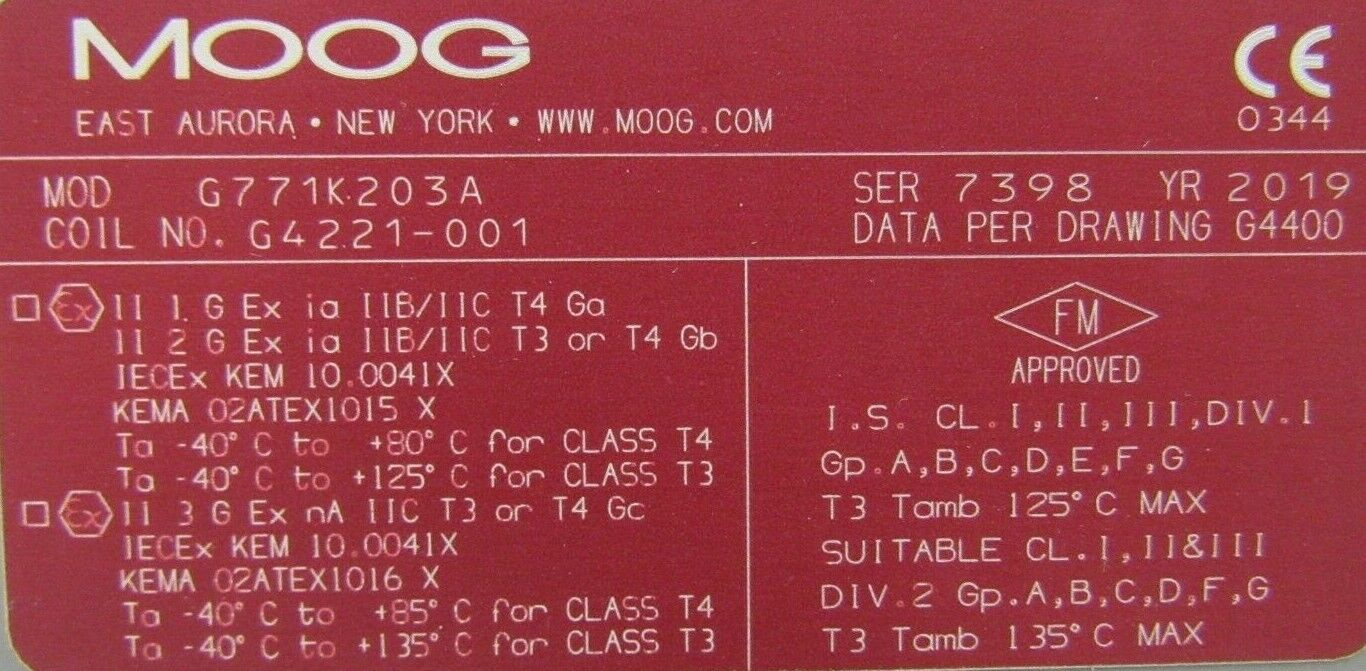 MOOG
CE
EAST AURORA • NEW YORK • WWW.MOOG.COM
0344
MOD G771K203A
SER 7398 YR 2019
COIL NO. G4221-001
DATA PER DRAWING G4400
Ex II 1 G Ex ia IIB/IIC T4 Ga
II 2 G Ex ia IIB/IIC T3 or T4 Gb
IECEx KEM 10.0041X
KEMA 02ATEX1015 X
Ta -40° C to +80° C for CLASS T4
Ta -40° C to +125° C for CLASS T3
Ex II 3 G Ex nA IIC T3 or T4 Gc
IECEx KEM 10.0041X
KEMA 02ATEX1016 X
Ta -40° C to +85° C for CLASS T4
Ta -40° C to +135° C for CLASS T3
FM
APPROVED
I.S. CL.I,II,III,DIV.1
Gp.A,B,C,D,E,F,G
T3 Tamb 125° C MAX
SUITABLE CL.I,II&III
DIV.2 Gp.A,B,C,D,F,G
T3 Tamb 135° C MAX